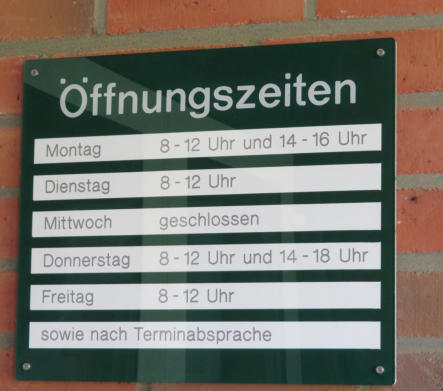 Öffnungszeiten
Montag 8 - 12 Uhr und 14 - 16 Uhr
Dienstag 8 - 12 Uhr
Mittwoch geschlossen
Donnerstag 8 - 12 Uhr und 14 - 18 Uhr
Freitag 8 - 12 Uhr
sowie nach Terminabsprache